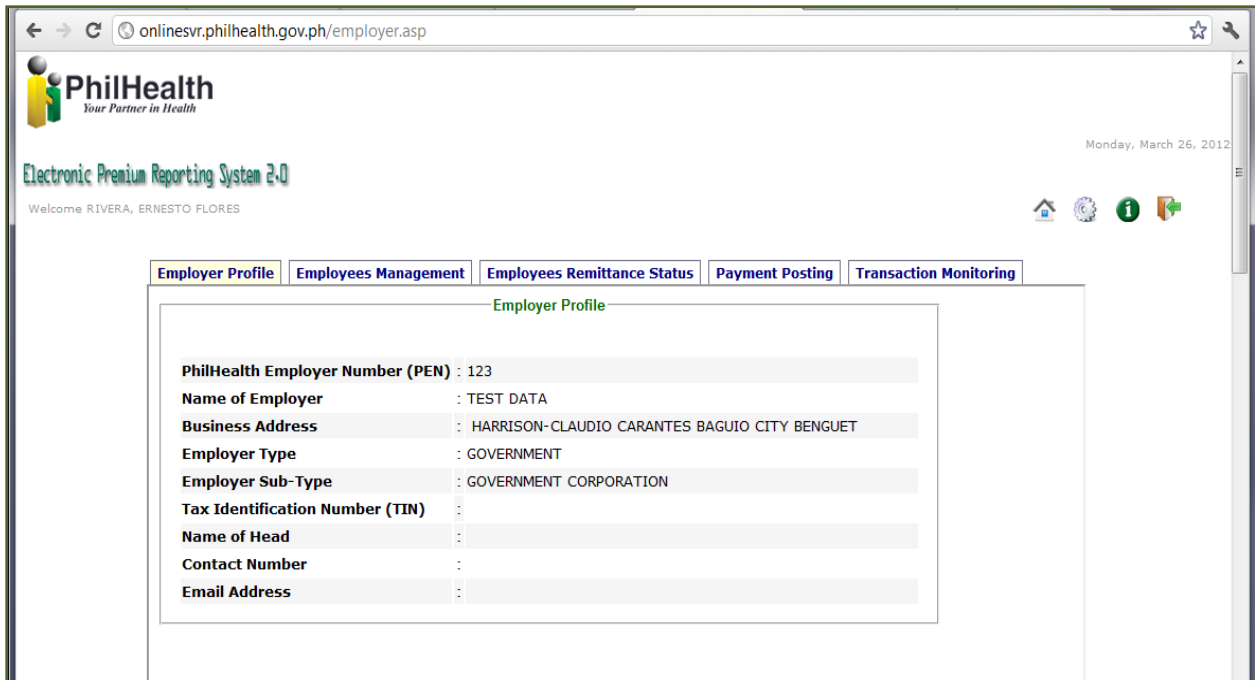 onlinesvr.philhealth.gov.ph/employer.asp
PhilHealth
Your Partner in Health
Monday, March 26, 2012
Electronic Premium Reporting System 2.0
Welcome RIVERA, ERNESTO FLORES
Employer Profile Employees Management Employees Remittance Status Payment Posting Transaction Monitoring
Employer Profile
PhilHealth Employer Number (PEN) : 123
Name of Employer : TEST DATA
Business Address : HARRISON-CLAUDIO CARANTES BAGUIO CITY BENGUET
Employer Type : GOVERNMENT
Employer Sub-Type : GOVERNMENT CORPORATION
Tax Identification Number (TIN) :
Name of Head :
Contact Number :
Email Address :